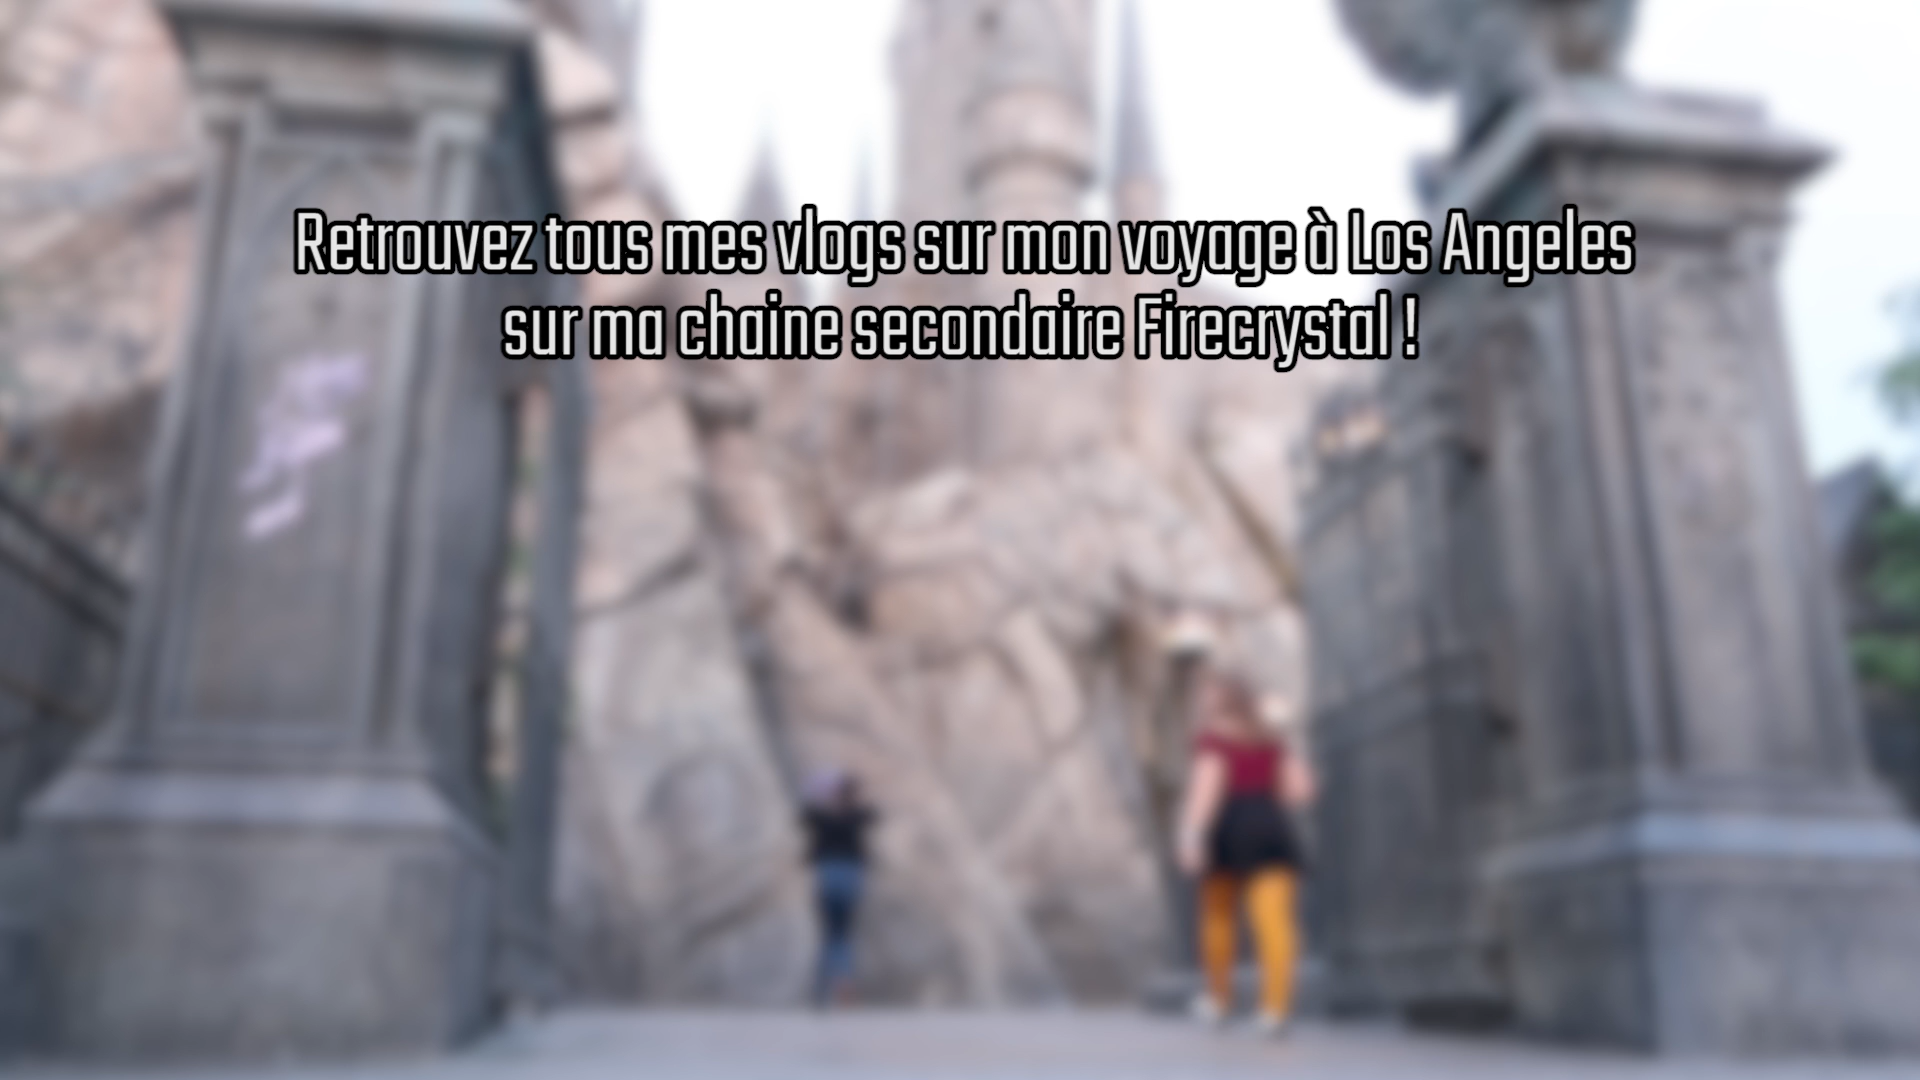 Retrouvez tous mes vlogs sur mon voyage à Los Angeles
sur ma chaine secondaire Firecrystal !